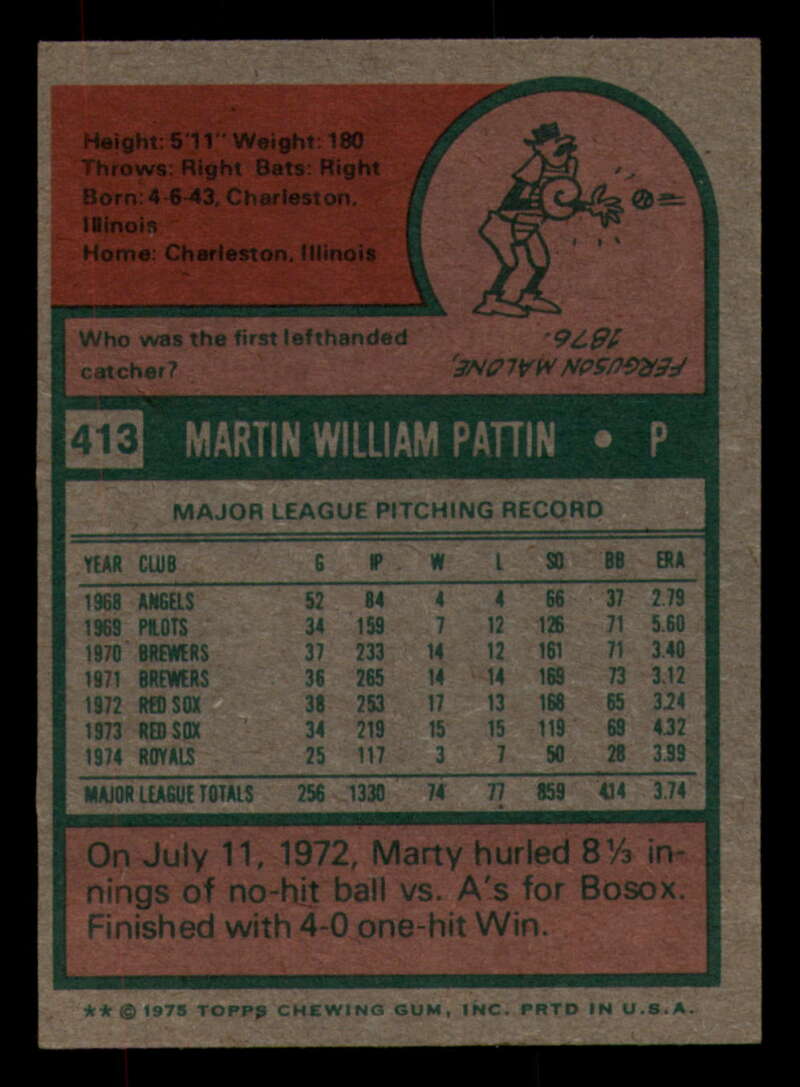 Height: 5'11" Weight: 180
Throws: Right Bats: Right
Born: 4-6-43, Charleston,
Illinois
Home: Charleston, Illinois
Who was the first lefthanded
catcher?
FERGUSON MALONE,
1876.
413 MARTIN WILLIAM PATTIN • P
MAJOR LEAGUE PITCHING RECORD
YEAR CLUB G IP W L SO BB ERA
1968 ANGELS 52 84 4 4 66 37 2.79
1969 PILOTS 34 159 7 12 126 71 5.60
1970 BREWERS 37 233 14 12 161 71 3.40
1971 BREWERS 36 265 14 14 169 73 3.12
1972 RED SOX 38 253 17 13 168 65 3.24
1973 RED SOX 34 219 15 15 119 69 4.32
1974 ROYALS 25 117 3 7 50 28 3.99
MAJOR LEAGUE TOTALS 256 1330 74 77 859 414 3.74
On July 11, 1972, Marty hurled 8⅓ in-
nings of no-hit ball vs. A's for Bosox.
Finished with 4-0 one-hit Win.
** © 1975 TOPPS CHEWING GUM, INC. PRTD IN U.S.A.